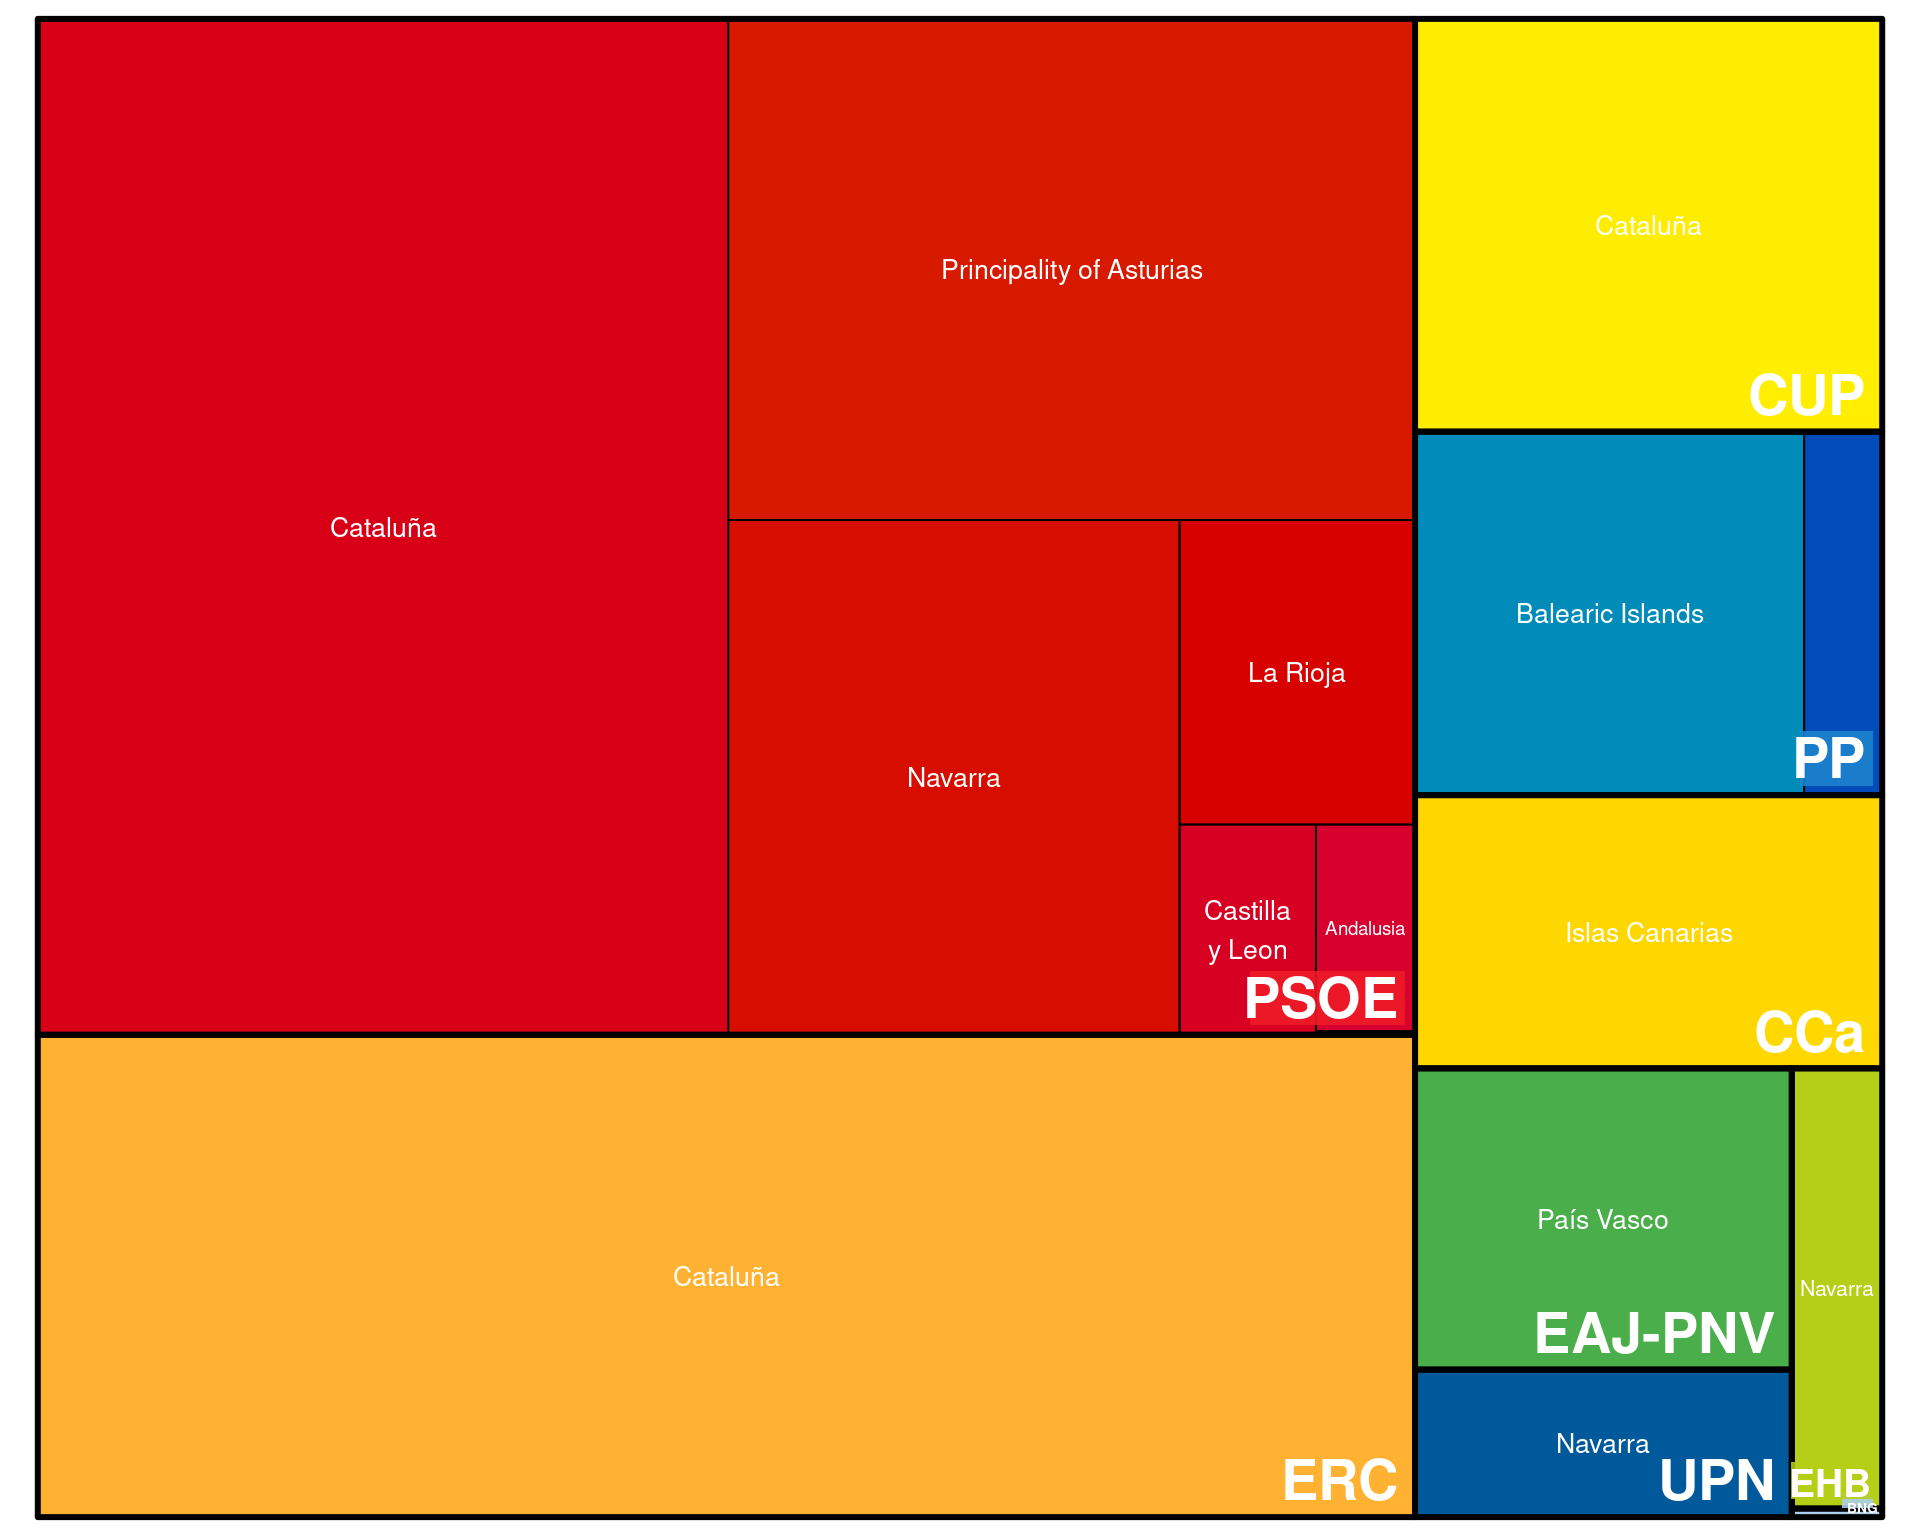 Cataluña
Principality of Asturias
Navarra
La Rioja
Castilla
y Leon
Andalusia
PSOE
Cataluña
ERC
Cataluña
CUP
Balearic Islands
PP
Islas Canarias
CCa
País Vasco
EAJ-PNV
Navarra
UPN
Navarra
EHB
BNG